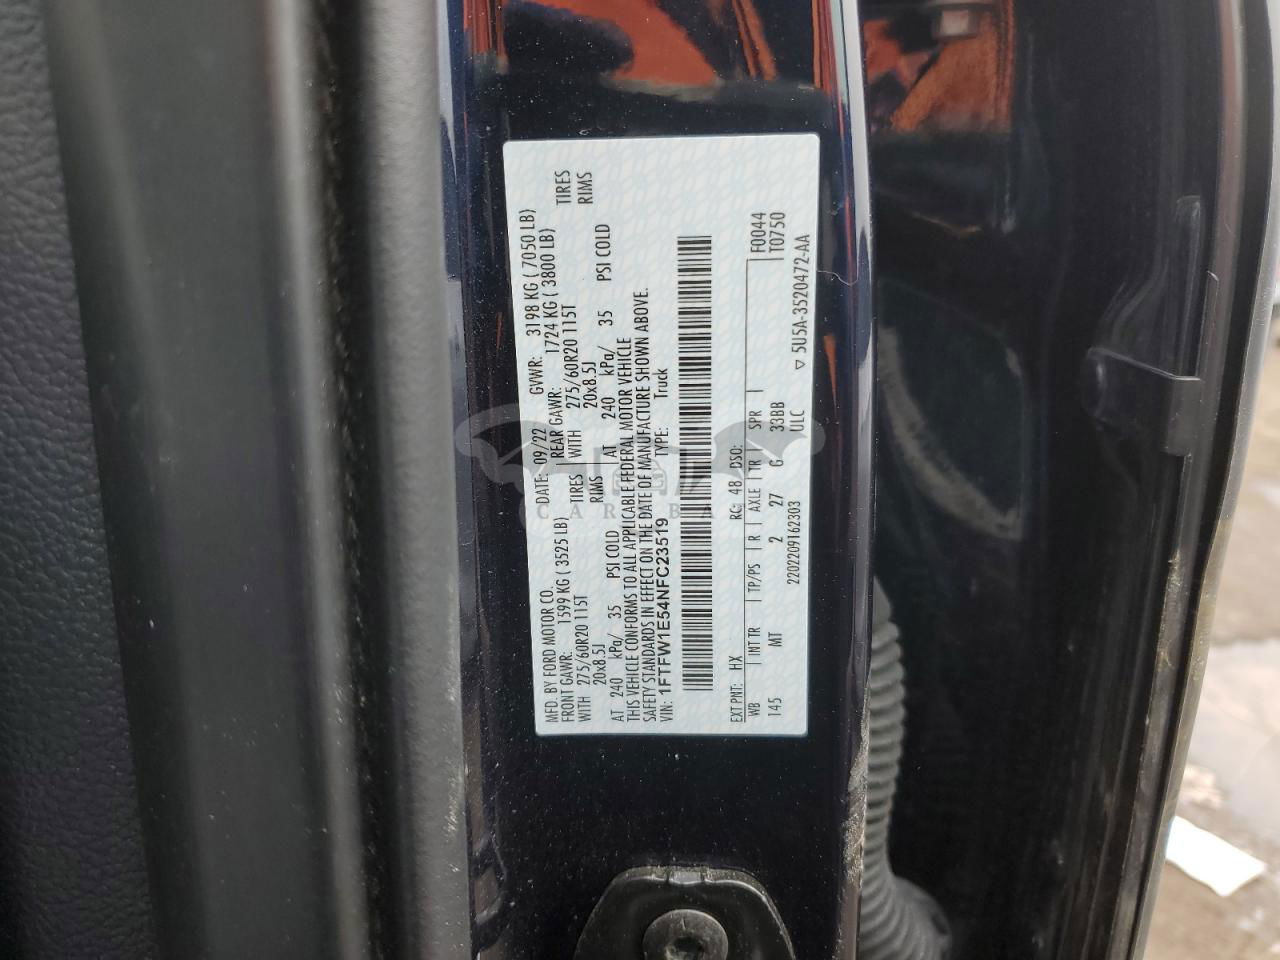 MFD. BY FORD MOTOR CO.
DATE: 09/22 GVWR: 3198 KG ( 7050 LB)
FRONT GAWR: 1599 KG ( 3525 LB) REAR GAWR: 1724 KG ( 3800 LB)
WITH 275/60R20 115T TIRES WITH 275/60R20 115T TIRES
20x8.5J RIMS 20x8.5J RIMS
AT 240 kPa/ 35 PSI COLD AT 240 kPa/ 35 PSI COLD
THIS VEHICLE CONFORMS TO ALL APPLICABLE FEDERAL MOTOR VEHICLE
SAFETY STANDARDS IN EFFECT ON THE DATE OF MANUFACTURE SHOWN ABOVE.
VIN: 1FTFW1E54NFC23519 TYPE: Truck
EXT PNT: HX RC: 48 DSO: F0044
WB INT TR TP/PS R AXLE TR SPR T0750
145 MT 2 27 G 33BB
2202209162303 ULC ▽ 5U5A-3520472-AA
CAR BA